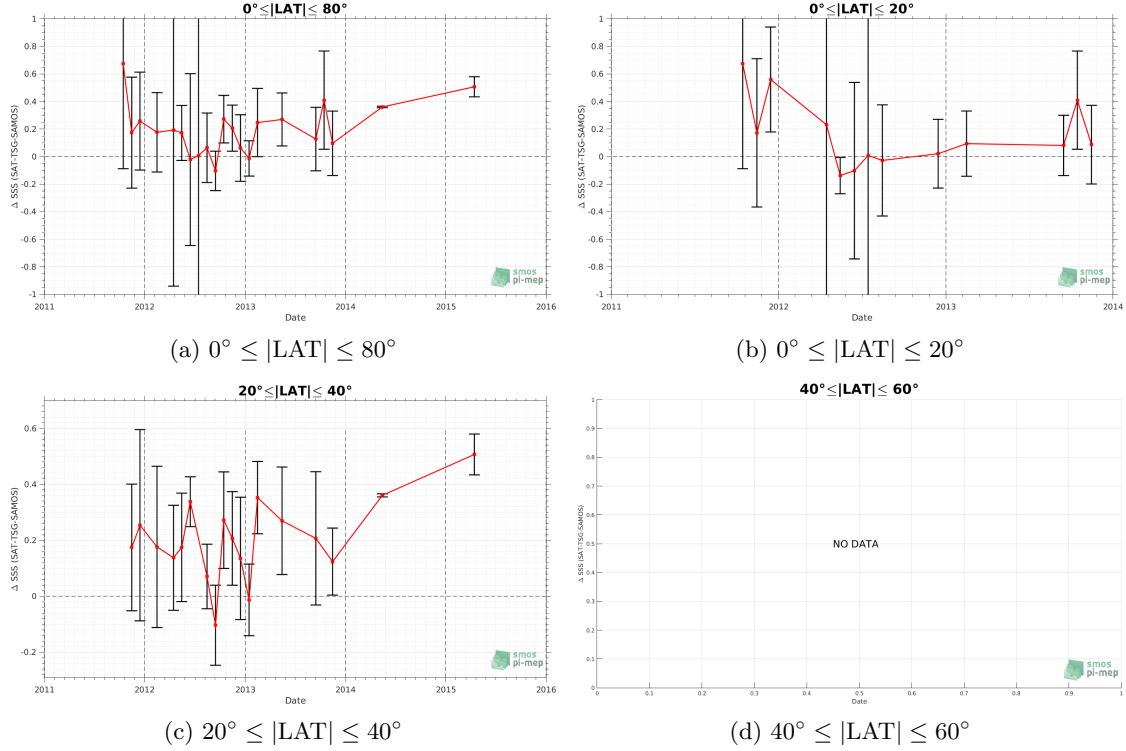 0°≤|LAT|≤ 80°
1
0.8
0.6
0.4
0.2
0
-0.2
-0.4
-0.6
-0.8
-1
Δ SSS (SAT-TSG-SAMOS)
2011 2012 2013 2014 2015 2016
Date
smos
pi-mep
(a) 0° ≤ |LAT| ≤ 80°
0°≤|LAT|≤ 20°
1
0.8
0.6
0.4
0.2
0
-0.2
-0.4
-0.6
-0.8
-1
Δ SSS (SAT-TSG-SAMOS)
2011 2012 2013 2014
Date
smos
pi-mep
(b) 0° ≤ |LAT| ≤ 20°
20°≤|LAT|≤ 40°
0.6
0.4
0.2
0
-0.2
Δ SSS (SAT-TSG-SAMOS)
2011 2012 2013 2014 2015 2016
Date
smos
pi-mep
(c) 20° ≤ |LAT| ≤ 40°
40°≤|LAT|≤ 60°
1
0.9
0.8
0.7
0.6
0.5
0.4
0.3
0.2
0.1
0
Δ SSS (SAT-TSG-SAMOS)
NO DATA
0 0.1 0.2 0.3 0.4 0.5 0.6 0.7 0.8 0.9 1
Date
smos
pi-mep
(d) 40° ≤ |LAT| ≤ 60°